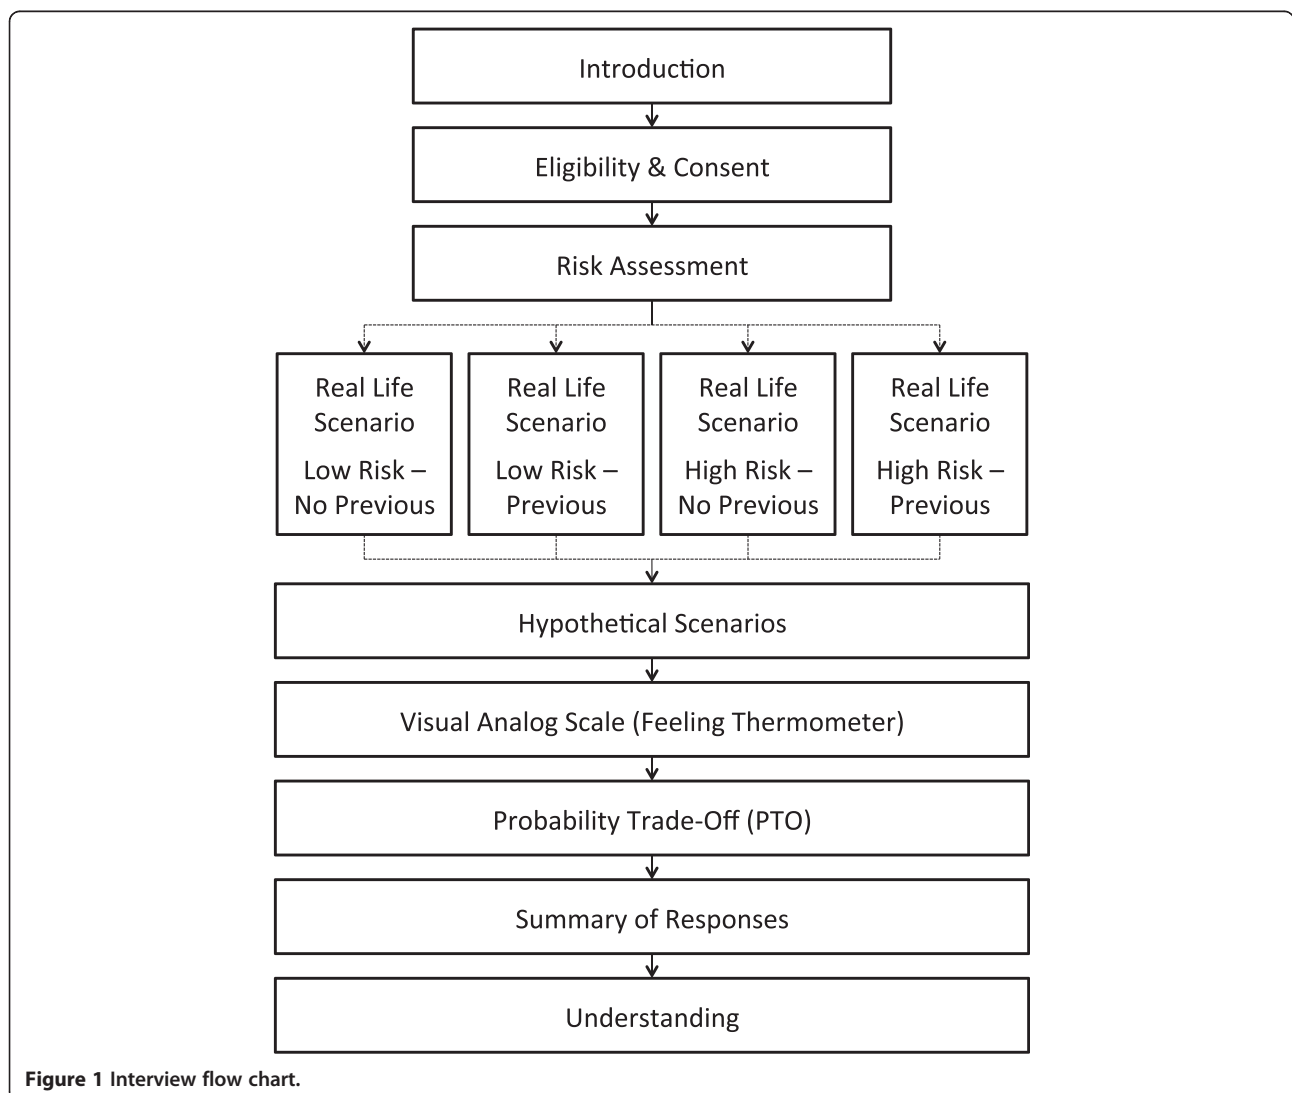 Introduction
Eligibility & Consent
Risk Assessment
Real Life
Scenario
Low Risk –
No Previous
Real Life
Scenario
Low Risk –
Previous
Real Life
Scenario
High Risk –
No Previous
Real Life
Scenario
High Risk –
Previous
Hypothetical Scenarios
Visual Analog Scale (Feeling Thermometer)
Probability Trade-Off (PTO)
Summary of Responses
Understanding
Figure 1 Interview flow chart.